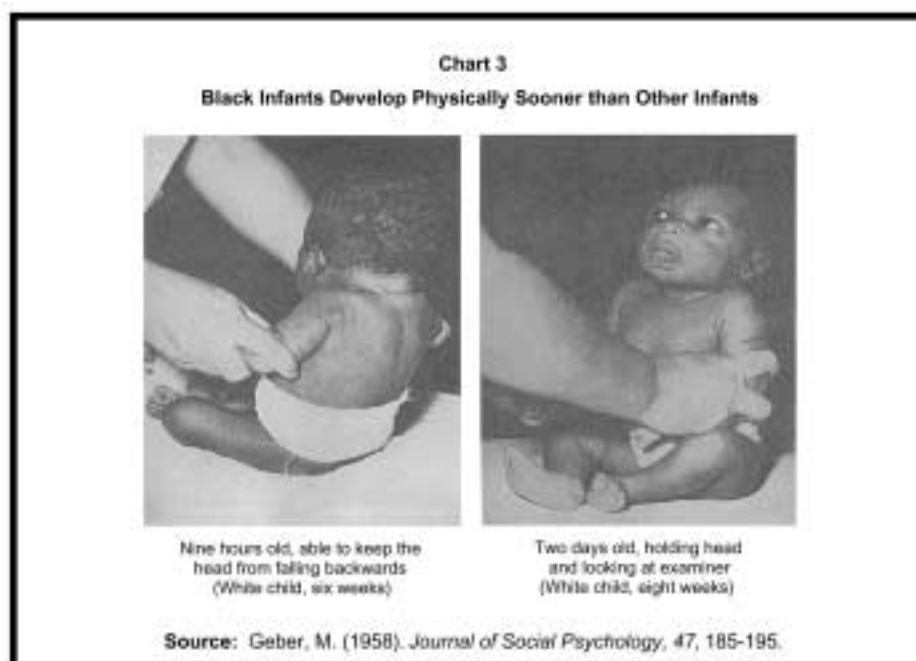 Chart 3
Black Infants Develop Physically Sooner than Other Infants
Nine hours old, able to keep the
head from falling backwards
(White child, six weeks)
Two days old, holding head
and looking at examiner
(White child, eight weeks)
Source: Geber, M. (1958). Journal of Social Psychology, 47, 185-195.